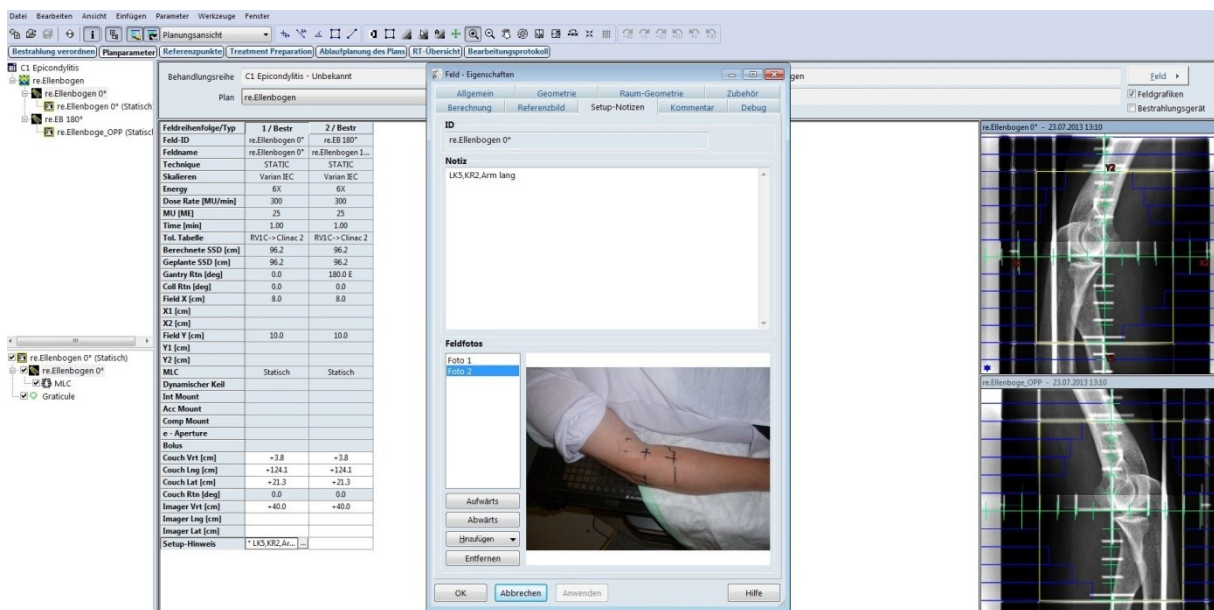 Datei Bearbeiten Ansicht Einfügen Parameter Werkzeuge Fenster
Planungsansicht
Bestrahlung verordnen Planparameter Referenzpunkte Treatment Preparation Ablaufplanung des Plans RT-Übersicht Bearbeitungsprotokoll
C1 Epicondylitis
re.Ellenbogen
re.Ellenbogen 0°
re.Ellenbogen 0° (Statisch
re.EB 180°
re.Ellenboge_OPP (Statiscl
re.Ellenbogen 0° (Statisch)
re.Ellenbogen 0°
MLC
Graticule
Behandlungsreihe C1 Epicondylitis - Unbekannt
gen
Plan re.Ellenbogen
Feld
Feldgrafiken
Bestrahlungsgerät
Feldreihenfolge/Typ 1 / Bestr 2 / Bestr
Feld-ID re.Ellenbogen 0° re.EB 180°
Feldname re.Ellenbogen 0° re.Ellenbogen 1...
Technique STATIC STATIC
Skalieren Varian IEC Varian IEC
Energy 6X 6X
Dose Rate [MU/min] 300 300
MU [ME] 25 25
Time [min] 1.00 1.00
Tol. Tabelle RV1C->Clinac 2 RV1C->Clinac 2
Berechnete SSD [cm] 96.2 96.2
Geplante SSD [cm] 96.2 96.2
Gantry Rtn [deg] 0.0 180.0 E
Coll Rtn [deg] 0.0 0.0
Field X [cm] 8.0 8.0
X1 [cm]
X2 [cm]
Field Y [cm] 10.0 10.0
Y1 [cm]
Y2 [cm]
MLC Statisch Statisch
Dynamischer Keil
Int Mount
Acc Mount
Comp Mount
e - Aperture
Bolus
Couch Vrt [cm] +3.8 +3.8
Couch Lng [cm] +124.1 +124.1
Couch Lat [cm] +21.3 +21.3
Couch Rtn [deg] 0.0 0.0
Imager Vrt [cm] +40.0 +40.0
Imager Lng [cm]
Imager Lat [cm]
Setup-Hinweis * LK5,KR2,Ar... ...
Feld - Eigenschaften
Allgemein Geometrie Raum-Geometrie Zubehör
Berechnung Referenzbild Setup-Notizen Kommentar Debug
ID
re.Ellenbogen 0°
Notiz
LK5,KR2,Arm lang
Feldfotos
Foto 1
Foto 2
Aufwärts
Abwärts
Hinzufügen
Entfernen
OK Abbrechen Anwenden Hilfe
re.Ellenbogen 0° - 23.07.2013 13:10
Y2
re.Ellenboge_OPP - 23.07.2013 13:10